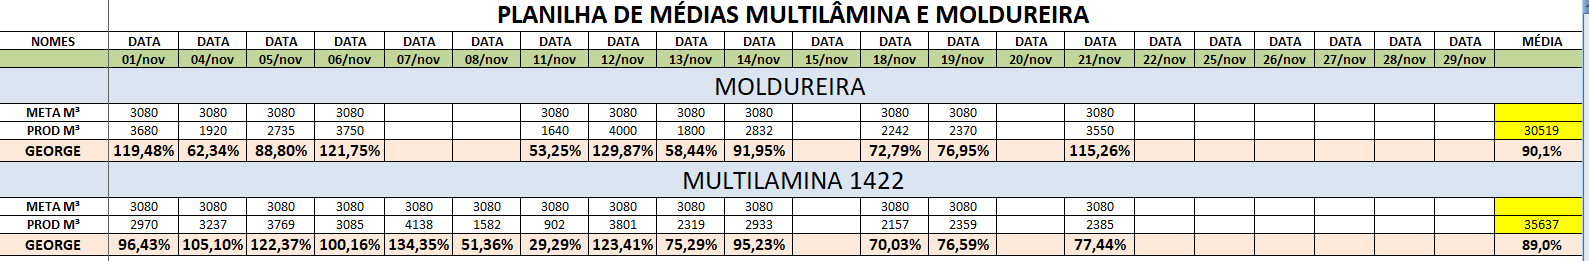 PLANILHA DE MÉDIAS MULTILÂMINA E MOLDUREIRA
NOMES DATA DATA DATA DATA DATA DATA DATA DATA DATA DATA DATA DATA DATA DATA DATA DATA DATA DATA DATA DATA DATA MÉDIA
01/nov 04/nov 05/nov 06/nov 07/nov 08/nov 11/nov 12/nov 13/nov 14/nov 15/nov 18/nov 19/nov 20/nov 21/nov 22/nov 25/nov 26/nov 27/nov 28/nov 29/nov
MOLDUREIRA
META M³ 3080 3080 3080 3080 3080 3080 3080 3080 3080 3080 3080
PROD M³ 3680 1920 2735 3750 1640 4000 1800 2832 2242 2370 3550 30519
GEORGE 119,48% 62,34% 88,80% 121,75% 53,25% 129,87% 58,44% 91,95% 72,79% 76,95% 115,26% 90,1%
MULTILAMINA 1422
META M³ 3080 3080 3080 3080 3080 3080 3080 3080 3080 3080 3080 3080 3080
PROD M³ 2970 3237 3769 3085 4138 1582 902 3801 2319 2933 2157 2359 2385 35637
GEORGE 96,43% 105,10% 122,37% 100,16% 134,35% 51,36% 29,29% 123,41% 75,29% 95,23% 70,03% 76,59% 77,44% 89,0%